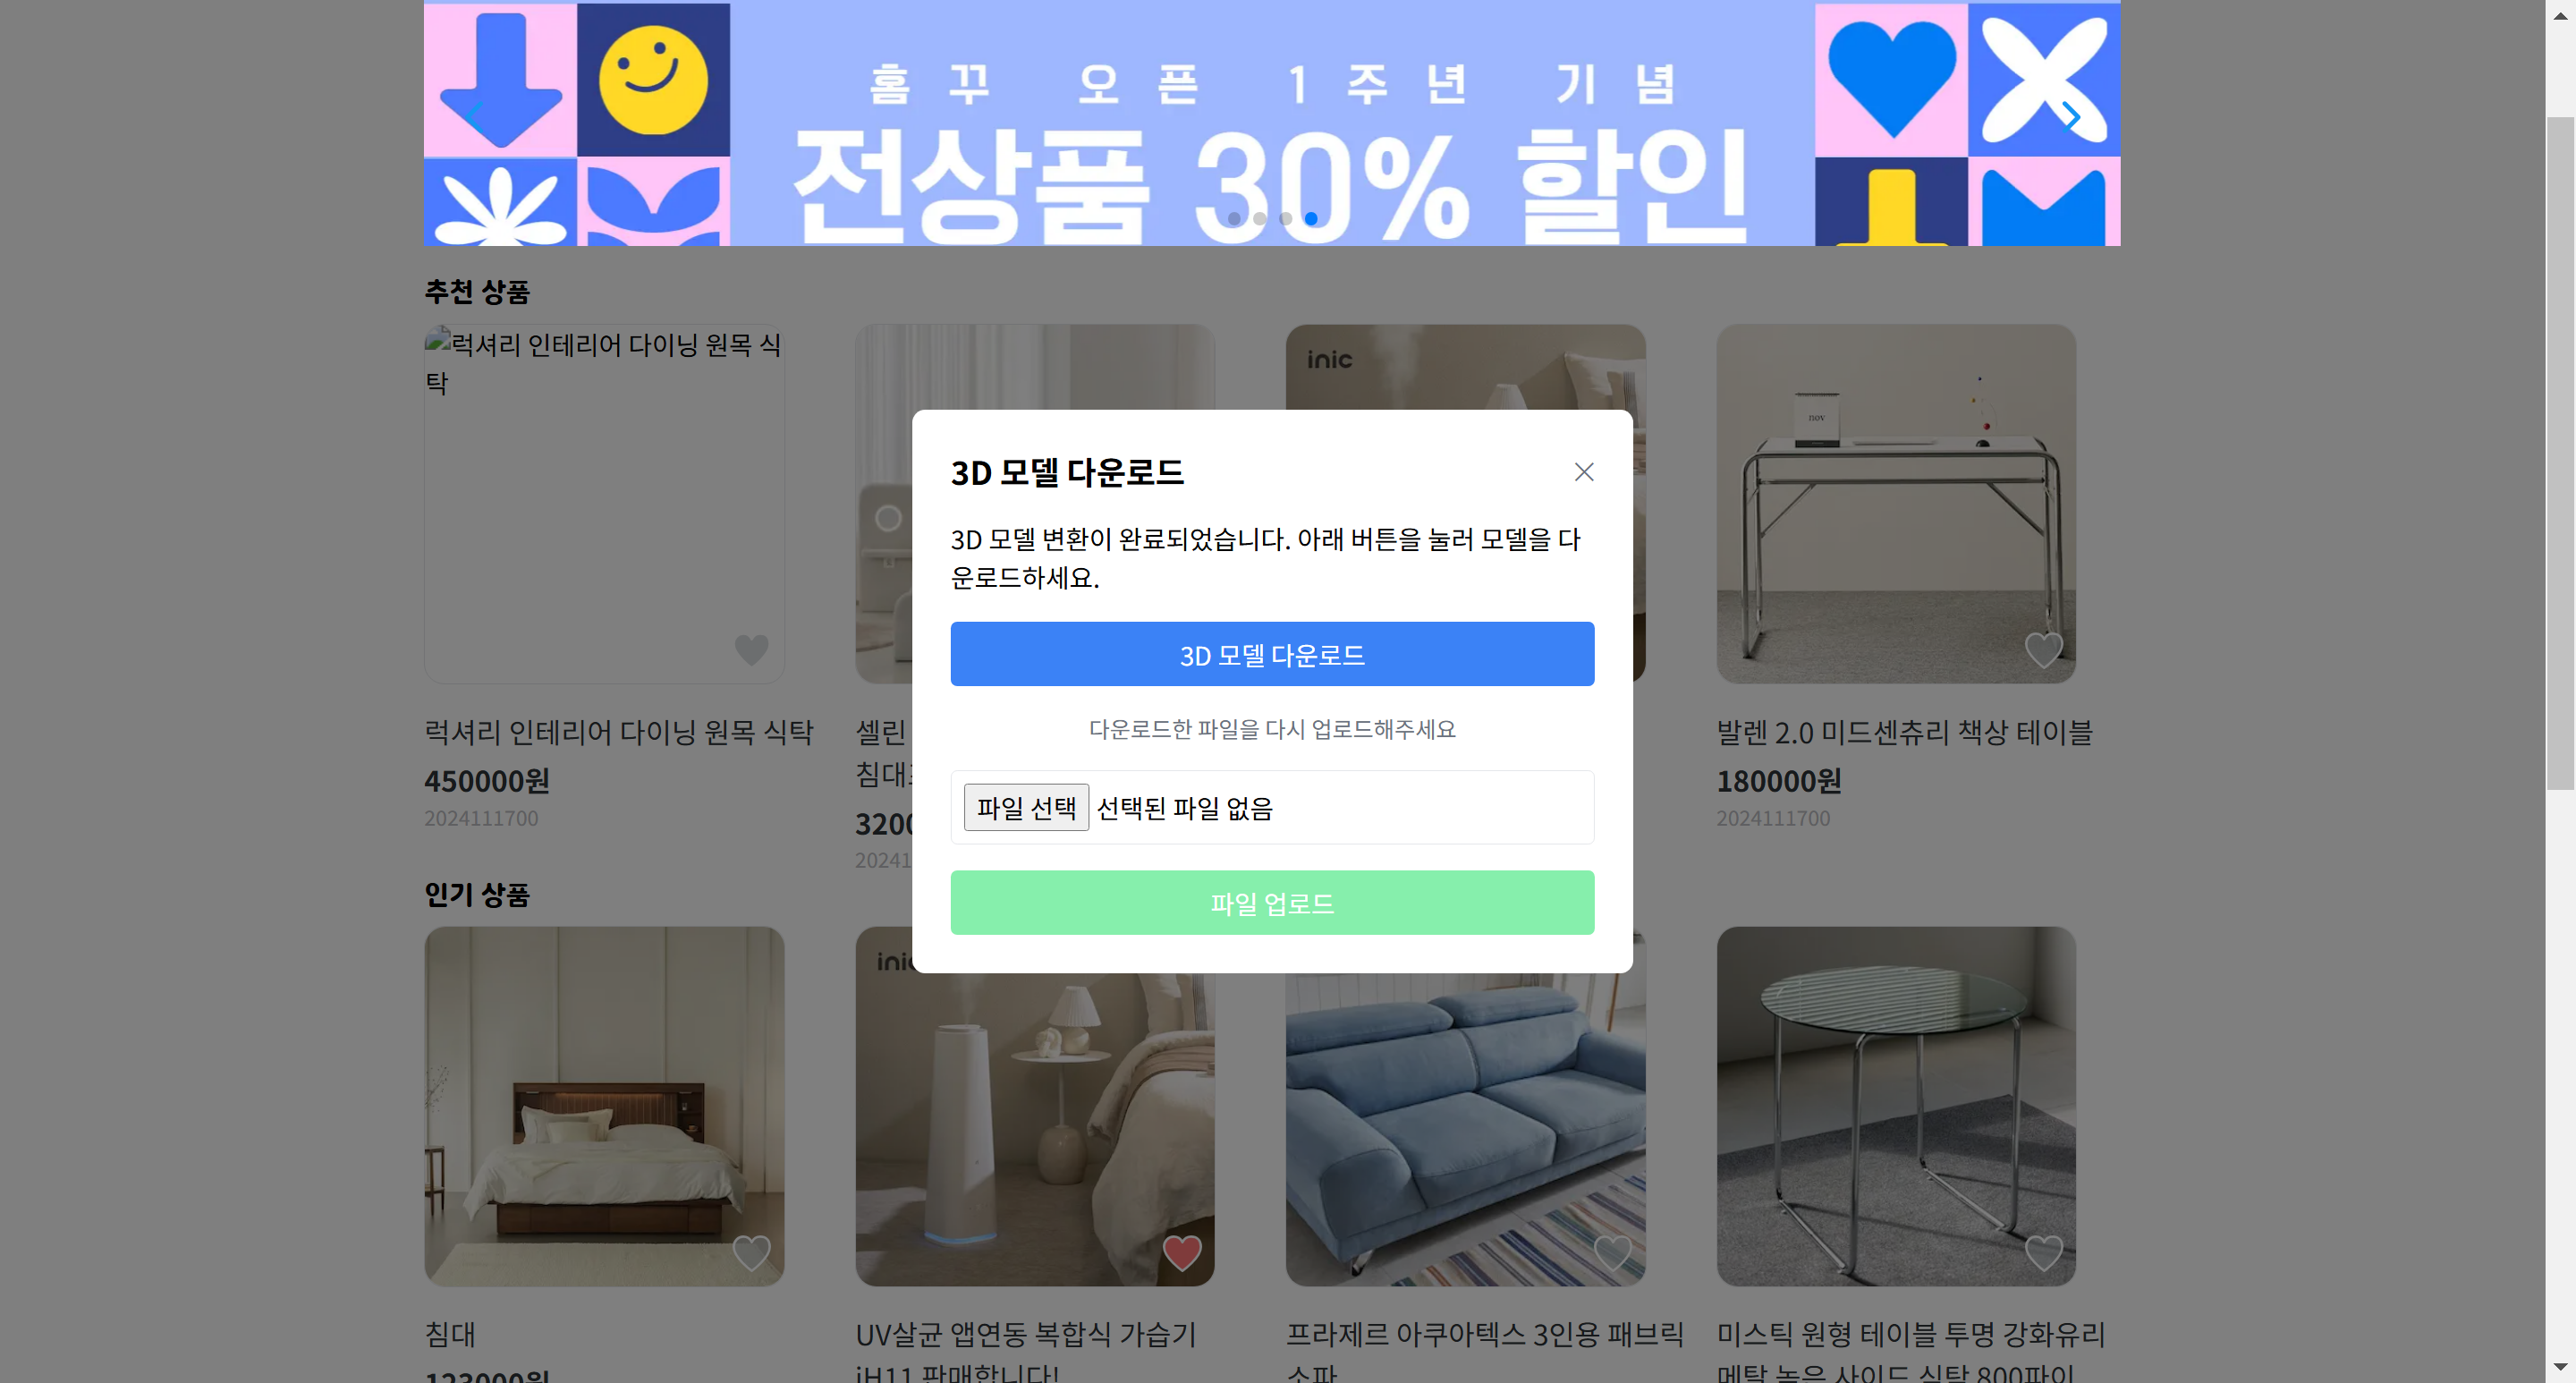 홈꾸 오픈 1주년 기념
전상품 30% 할인
추천 상품
럭셔리 인테리어 다이닝 원목 식
탁
inic
nov
럭셔리 인테리어 다이닝 원목 식탁
450000원
2024111700
셀린
3200
20241
발렌 2.0 미드센츄리 책상 테이블
180000원
2024111700
3D 모델 다운로드
3D 모델 변환이 완료되었습니다. 아래 버튼을 눌러 모델을 다
운로드하세요.
3D 모델 다운로드
다운로드한 파일을 다시 업로드해주세요
파일 선택 선택된 파일 없음
파일 업로드
인기 상품
침대
123000원
UV살균 앱연동 복합식 가습기
iH11 판매합니다!
프라제르 아쿠아텍스 3인용 패브릭
소파
미스틱 원형 테이블 투명 강화유리
메탈 높은 사이드 식탁 800파이